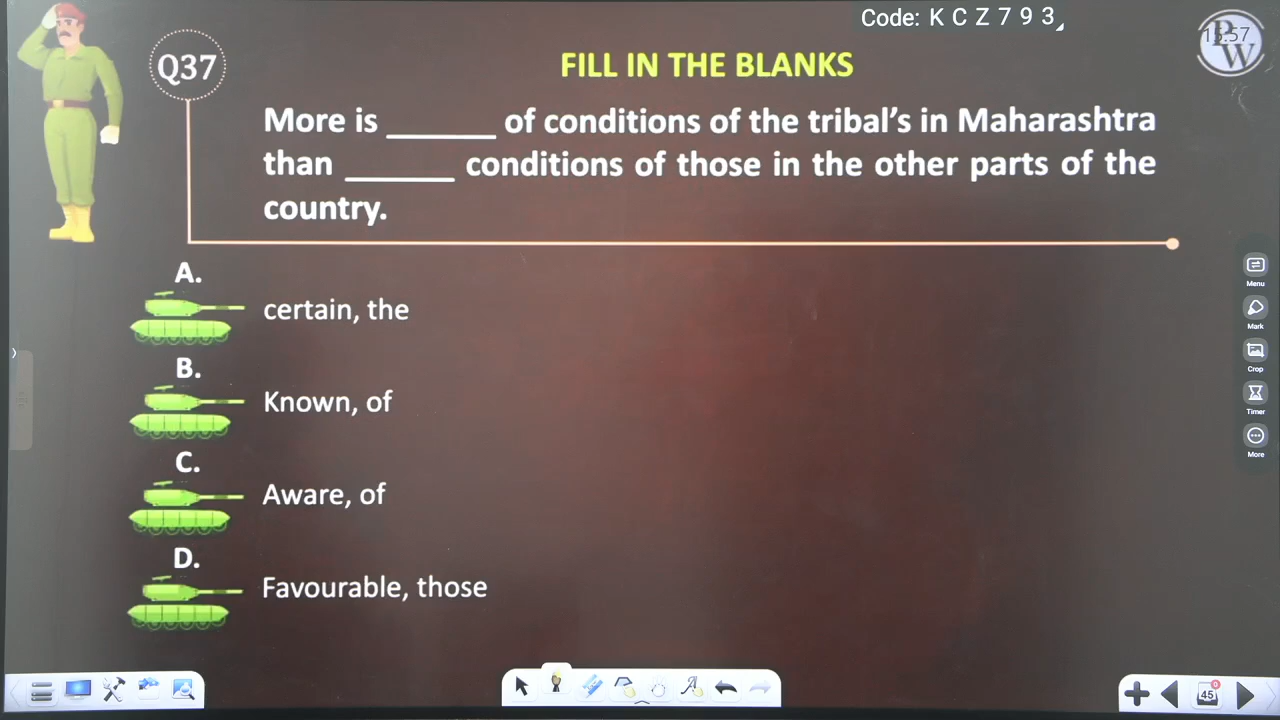 Code: K C Z 7 9 3
Q37
FILL IN THE BLANKS
More is _______ of conditions of the tribal's in Maharashtra
than _______ conditions of those in the other parts of the
country.
A.
certain, the
B.
Known, of
C.
Aware, of
D.
Favourable, those
Menu
Mark
Crop
Timer
More
45